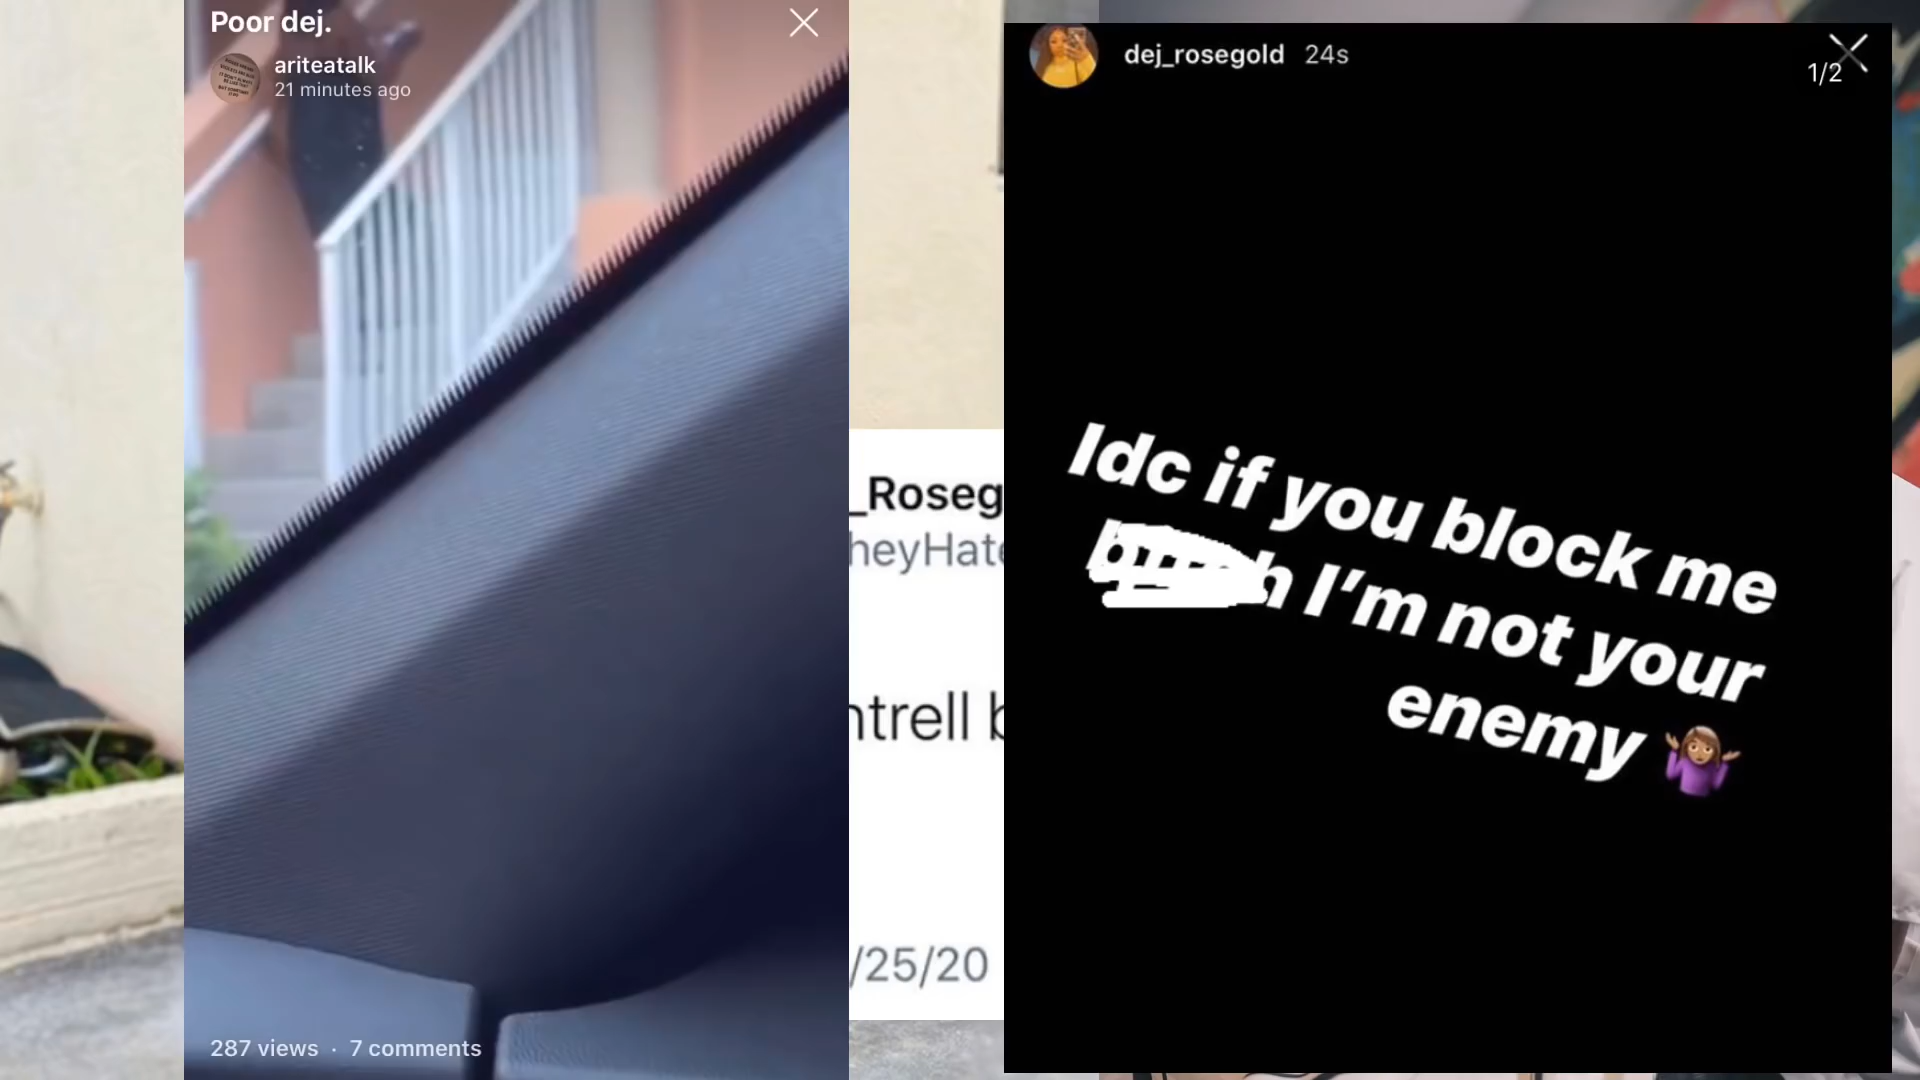 Poor dej.
ariteatalk
21 minutes ago
287 views · 7 comments
_Roseg
heyHate
ntrell b
/25/20
dej_rosegold 24s
1/2
Idc if you block me
I'm not your
enemy 🤷🏽‍♀️